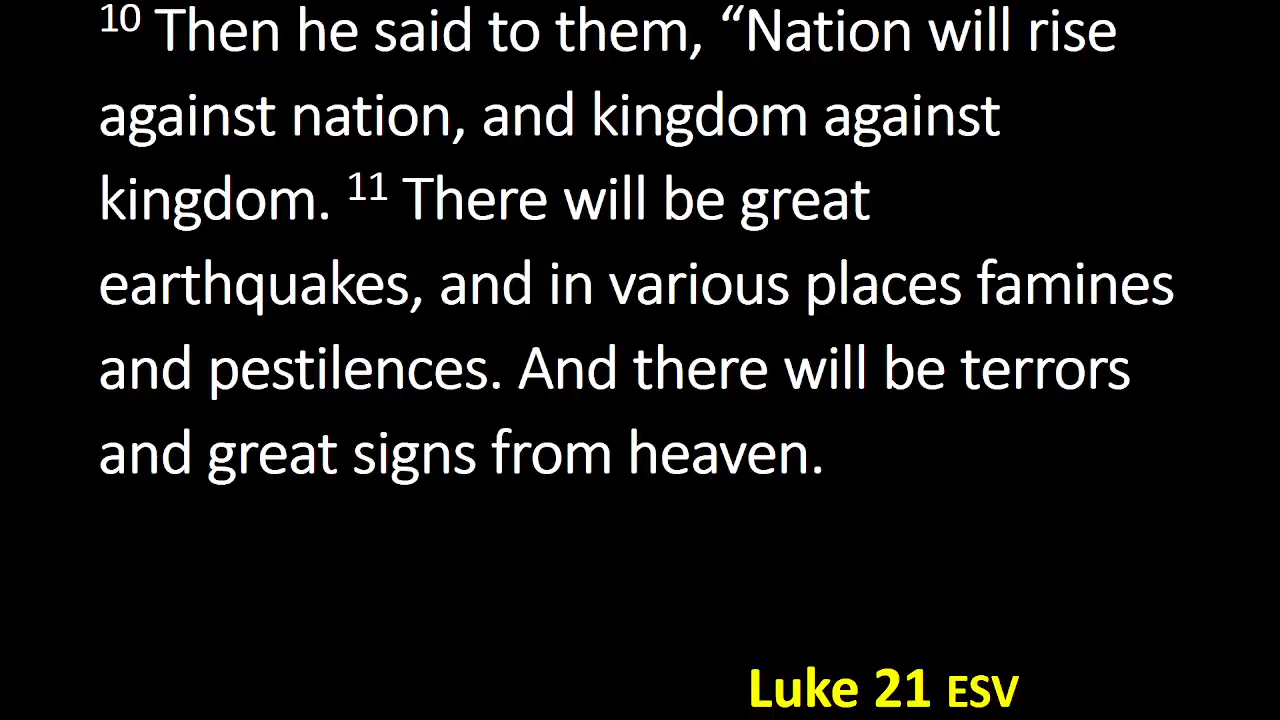 10 Then he said to them, “Nation will rise
against nation, and kingdom against
kingdom. 11 There will be great
earthquakes, and in various places famines
and pestilences. And there will be terrors
and great signs from heaven.
Luke 21 ESV